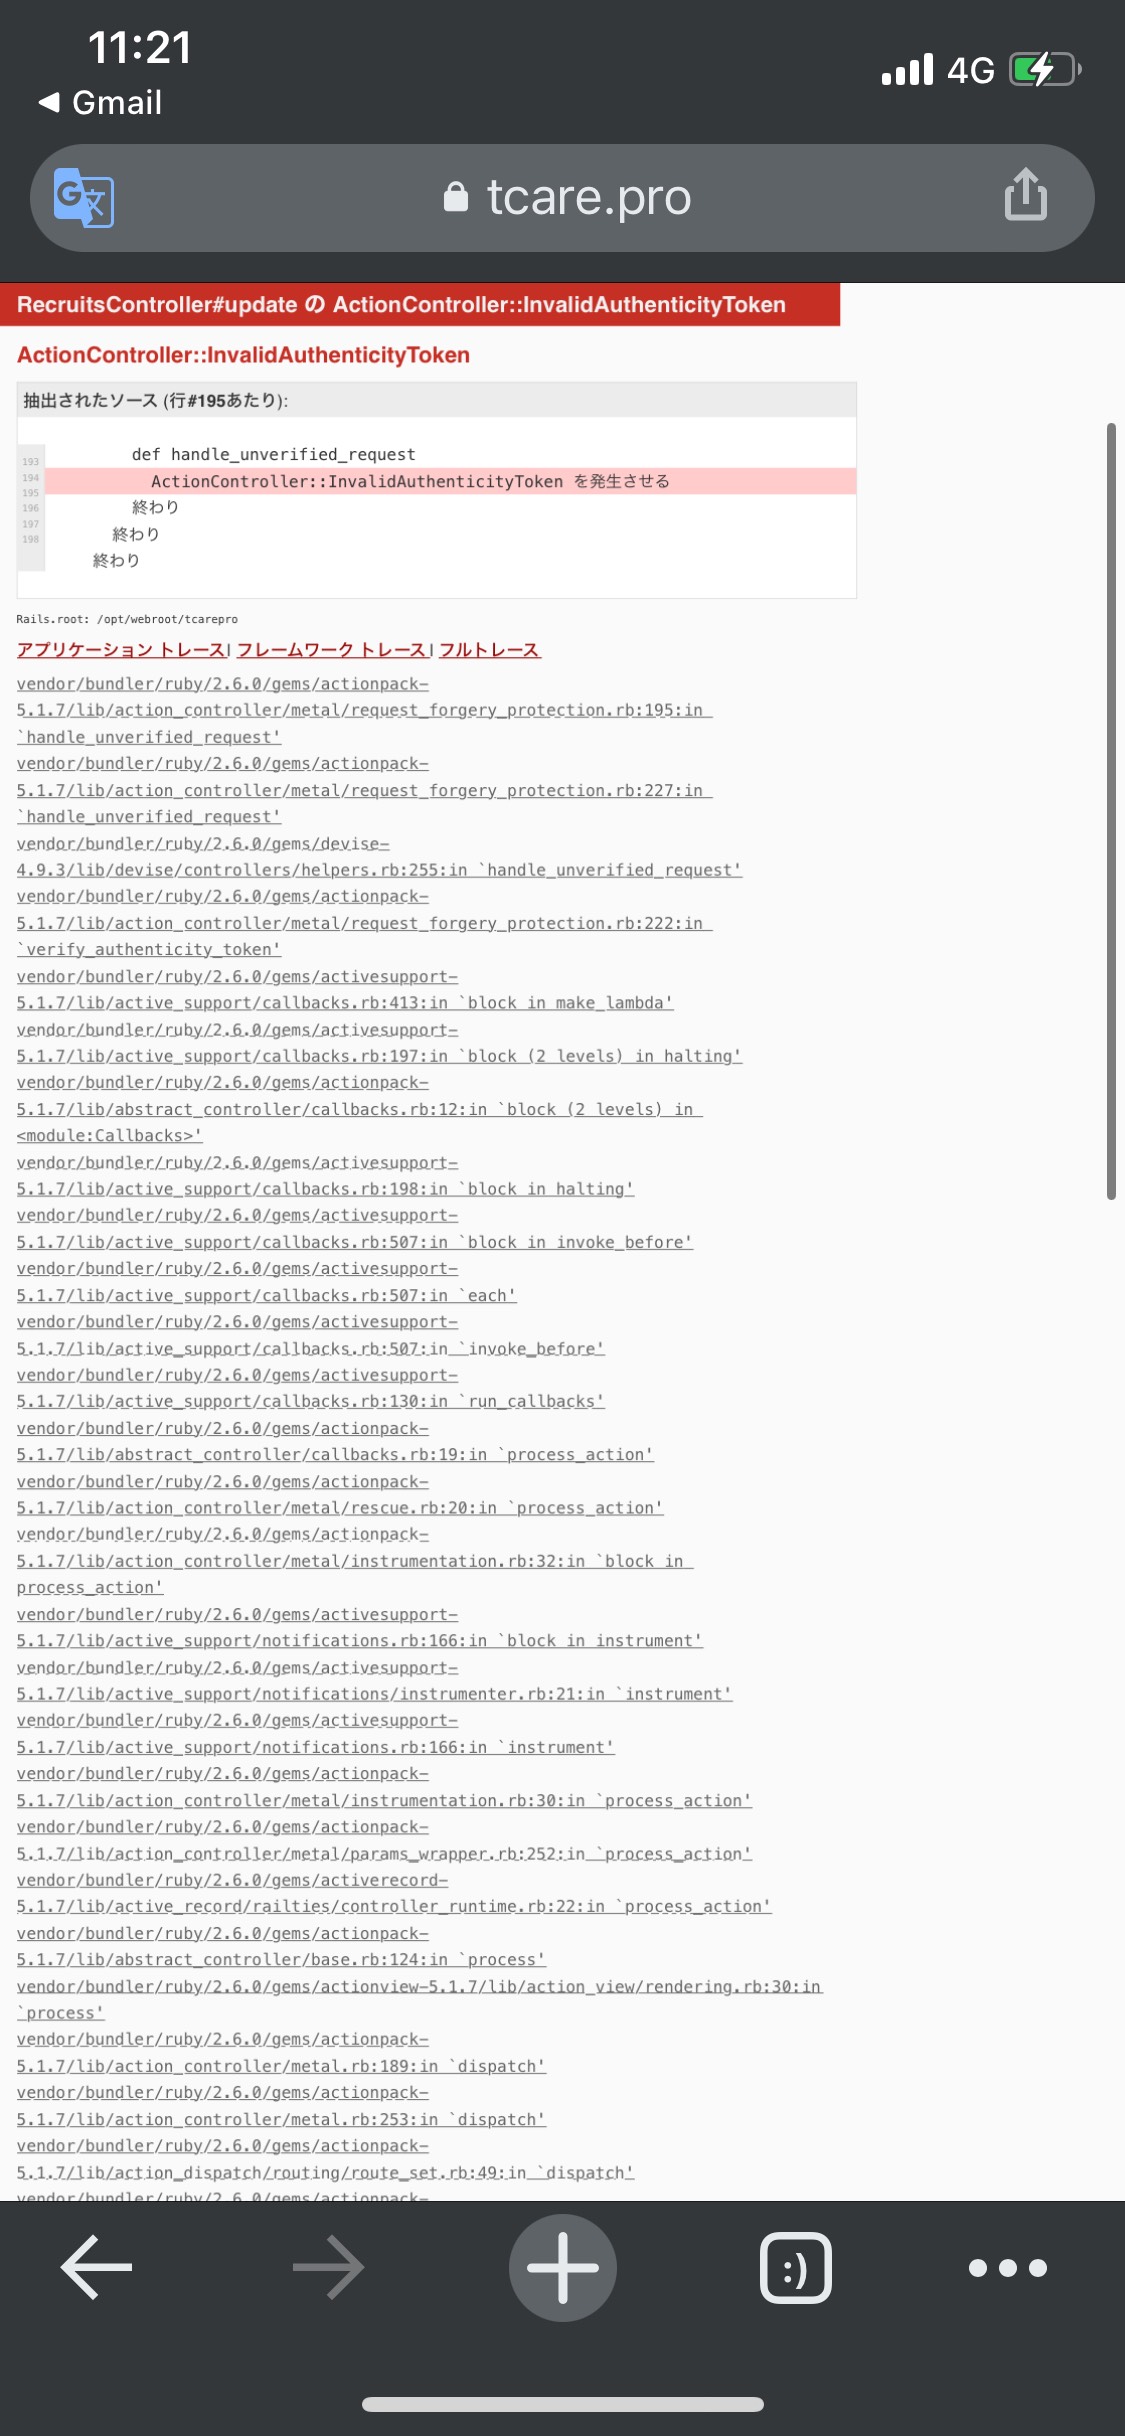 11:21
4G
◀ Gmail
tcare.pro
RecruitsController#update の ActionController::InvalidAuthenticityToken
ActionController::InvalidAuthenticityToken
抽出されたソース (行#195あたり):
193
194
195
196
197
198
def handle_unverified_request
ActionController::InvalidAuthenticityToken を発生させる
終わり
終わり
終わり
Rails.root: /opt/webroot/tcarepro
アプリケーション トレース| フレームワーク トレース| フルトレース
vendor/bundler/ruby/2.6.0/gems/actionpack-
5.1.7/lib/action_controller/metal/request_forgery_protection.rb:195:in
`handle_unverified_request'
vendor/bundler/ruby/2.6.0/gems/actionpack-
5.1.7/lib/action_controller/metal/request_forgery_protection.rb:227:in
`handle_unverified_request'
vendor/bundler/ruby/2.6.0/gems/devise-
4.9.3/lib/devise/controllers/helpers.rb:255:in `handle_unverified_request'
vendor/bundler/ruby/2.6.0/gems/actionpack-
5.1.7/lib/action_controller/metal/request_forgery_protection.rb:222:in
`verify_authenticity_token'
vendor/bundler/ruby/2.6.0/gems/activesupport-
5.1.7/lib/active_support/callbacks.rb:413:in `block in make_lambda'
vendor/bundler/ruby/2.6.0/gems/activesupport-
5.1.7/lib/active_support/callbacks.rb:197:in `block (2 levels) in halting'
vendor/bundler/ruby/2.6.0/gems/actionpack-
5.1.7/lib/abstract_controller/callbacks.rb:12:in `block (2 levels) in
<module:Callbacks>'
vendor/bundler/ruby/2.6.0/gems/activesupport-
5.1.7/lib/active_support/callbacks.rb:198:in `block in halting'
vendor/bundler/ruby/2.6.0/gems/activesupport-
5.1.7/lib/active_support/callbacks.rb:507:in `block in invoke_before'
vendor/bundler/ruby/2.6.0/gems/activesupport-
5.1.7/lib/active_support/callbacks.rb:507:in `each'
vendor/bundler/ruby/2.6.0/gems/activesupport-
5.1.7/lib/active_support/callbacks.rb:507:in `invoke_before'
vendor/bundler/ruby/2.6.0/gems/activesupport-
5.1.7/lib/active_support/callbacks.rb:130:in `run_callbacks'
vendor/bundler/ruby/2.6.0/gems/actionpack-
5.1.7/lib/abstract_controller/callbacks.rb:19:in `process_action'
vendor/bundler/ruby/2.6.0/gems/actionpack-
5.1.7/lib/action_controller/metal/rescue.rb:20:in `process_action'
vendor/bundler/ruby/2.6.0/gems/actionpack-
5.1.7/lib/action_controller/metal/instrumentation.rb:32:in `block in
process_action'
vendor/bundler/ruby/2.6.0/gems/activesupport-
5.1.7/lib/active_support/notifications.rb:166:in `block in instrument'
vendor/bundler/ruby/2.6.0/gems/activesupport-
5.1.7/lib/active_support/notifications/instrumenter.rb:21:in `instrument'
vendor/bundler/ruby/2.6.0/gems/activesupport-
5.1.7/lib/active_support/notifications.rb:166:in `instrument'
vendor/bundler/ruby/2.6.0/gems/actionpack-
5.1.7/lib/action_controller/metal/instrumentation.rb:30:in `process_action'
vendor/bundler/ruby/2.6.0/gems/actionpack-
5.1.7/lib/action_controller/metal/params_wrapper.rb:252:in `process_action'
vendor/bundler/ruby/2.6.0/gems/activerecord-
5.1.7/lib/active_record/railties/controller_runtime.rb:22:in `process_action'
vendor/bundler/ruby/2.6.0/gems/actionpack-
5.1.7/lib/abstract_controller/base.rb:124:in `process'
vendor/bundler/ruby/2.6.0/gems/actionview-5.1.7/lib/action_view/rendering.rb:30:in
`process'
vendor/bundler/ruby/2.6.0/gems/actionpack-
5.1.7/lib/action_controller/metal.rb:189:in `dispatch'
vendor/bundler/ruby/2.6.0/gems/actionpack-
5.1.7/lib/action_controller/metal.rb:253:in `dispatch'
vendor/bundler/ruby/2.6.0/gems/actionpack-
5.1.7/lib/action_dispatch/routing/route_set.rb:49:in `dispatch'
vendor/bundler/ruby/2.6.0/gems/actionpack-
:)